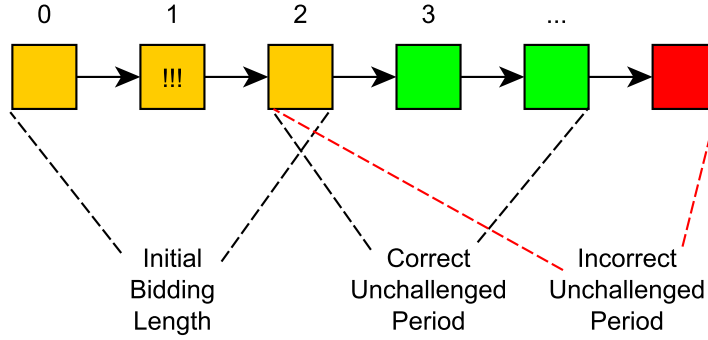 0 1 2 3 ...
!!!
Initial
Bidding
Length
Correct
Unchallenged
Period
Incorrect
Unchallenged
Period